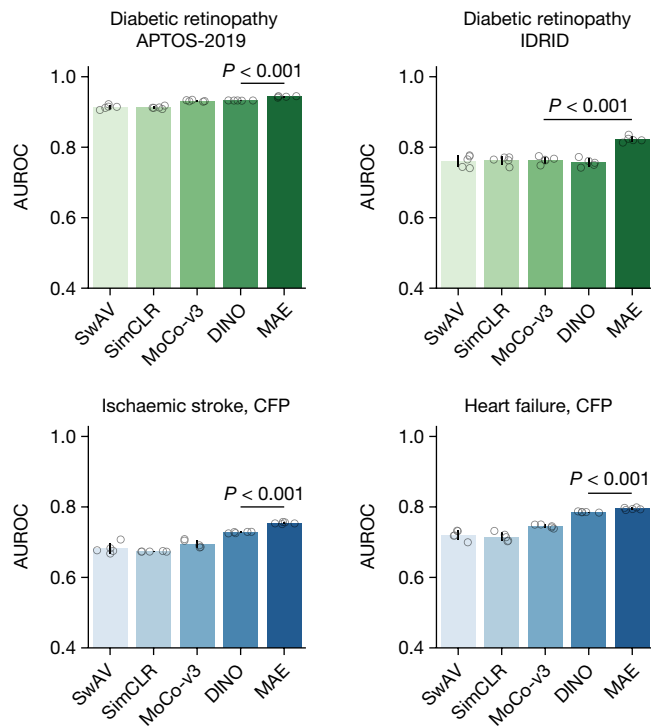 Diabetic retinopathy
APTOS-2019
P < 0.001
1.0
0.8
0.6
0.4
AUROC
SwAV
SimCLR
MoCo-v3
DINO
MAE
Diabetic retinopathy
IDRID
P < 0.001
1.0
0.8
0.6
0.4
AUROC
SwAV
SimCLR
MoCo-v3
DINO
MAE
Ischaemic stroke, CFP
P < 0.001
1.0
0.8
0.6
0.4
AUROC
SwAV
SimCLR
MoCo-v3
DINO
MAE
Heart failure, CFP
P < 0.001
1.0
0.8
0.6
0.4
AUROC
SwAV
SimCLR
MoCo-v3
DINO
MAE